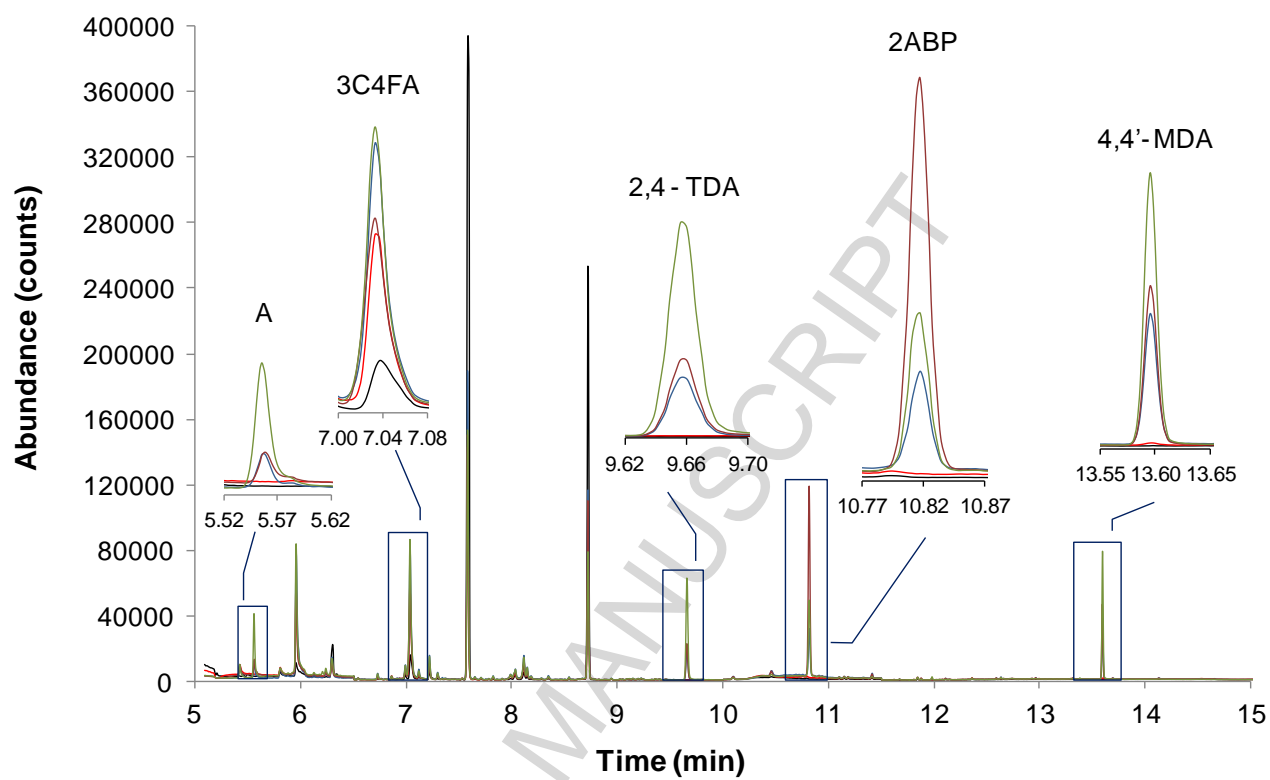 400000
360000
320000
280000
240000
200000
160000
120000
80000
40000
0
Abundance (counts)
A
5.52 5.57 5.62
3C4FA
7.00 7.04 7.08
2,4 - TDA
9.62 9.66 9.70
2ABP
10.77 10.82 10.87
4,4'- MDA
13.55 13.60 13.65
MANUSCRIPT
5 6 7 8 9 10 11 12 13 14 15
Time (min)